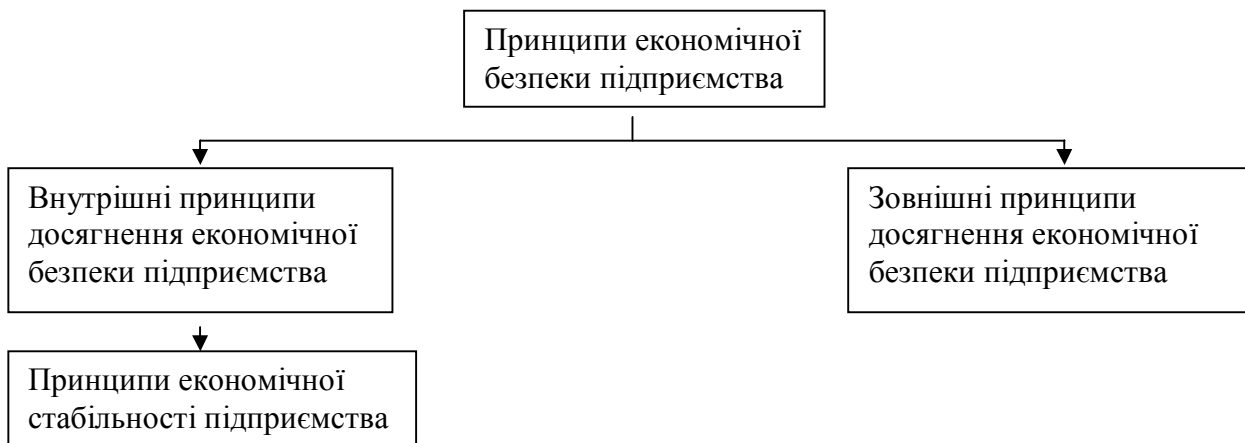 Принципи економічної
безпеки підприємства
Внутрішні принципи
досягнення економічної
безпеки підприємства
Зовнішні принципи
досягнення економічної
безпеки підприємства
Принципи економічної
стабільності підприємства